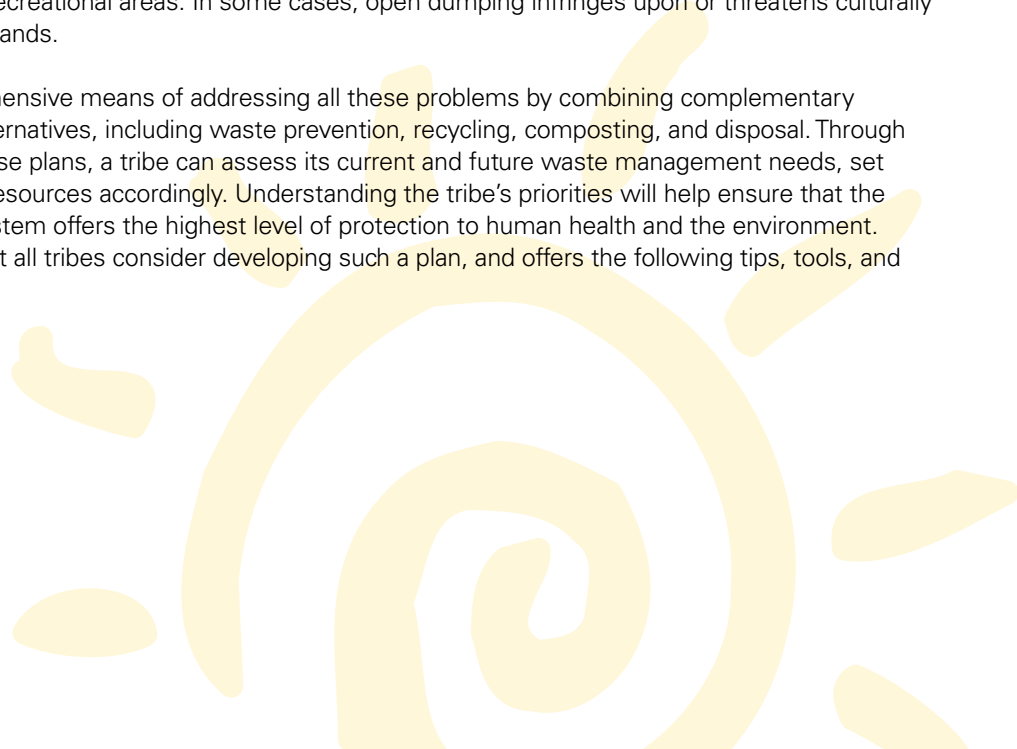 ecreational areas. In some cases, open dumping infringes upon or threatens culturally
ands.
ensive means of addressing all these problems by combining complementary
ernatives, including waste prevention, recycling, composting, and disposal. Through
se plans, a tribe can assess its current and future waste management needs, set
esources accordingly. Understanding the tribe's priorities will help ensure that the
stem offers the highest level of protection to human health and the environment.
t all tribes consider developing such a plan, and offers the following tips, tools, and